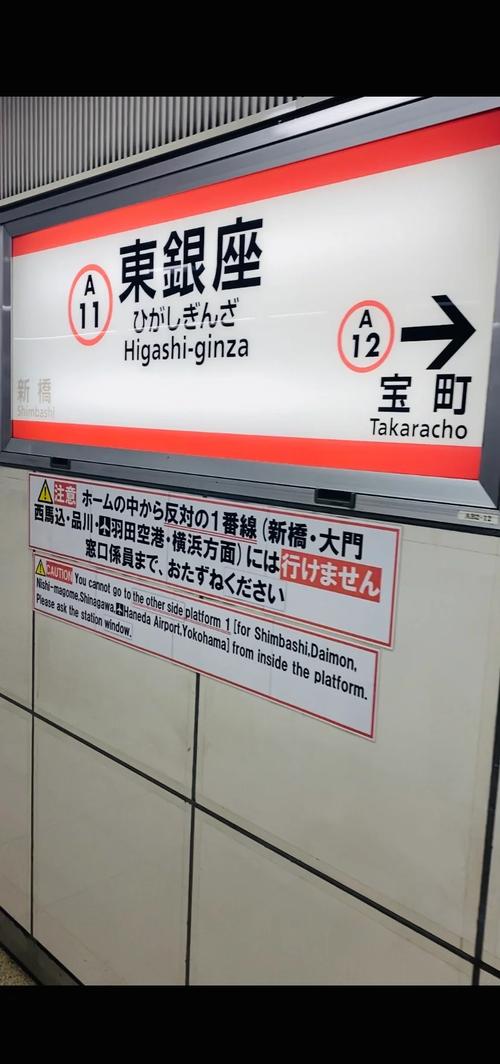 A
11
東銀座
ひがしぎんざ
Higashi-ginza
A
12
宝町
Takaracho
新橋
Shimbashi
注意 ホームの中から反対の1番線(新橋・大門
西馬込・品川・羽田空港・横浜方面)には行けません
窓口係員まで、おたずねください
CAUTION You cannot go to the other side platform 1 [for Shimbashi,Daimon,
Nishi-magome,Shinagawa,Haneda Airport,Yokohama] from inside the platform.
Please ask the station window.